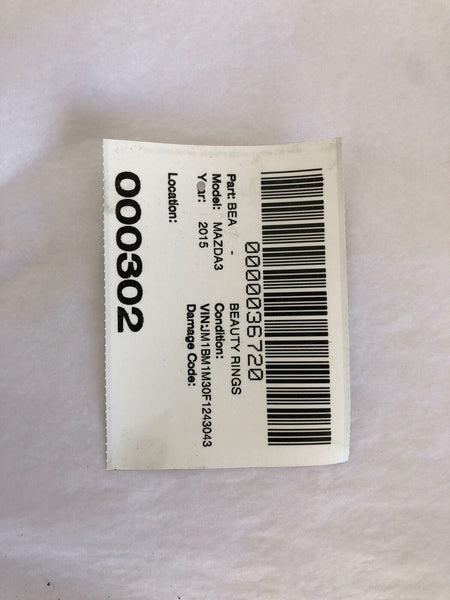 0000036720
Part: BEA - BEAUTY RINGS
Model: MAZDA3 Condition:
Year: 2015 VIN:JM1BM1M30F1243043
Damage Code:
Location:
000302